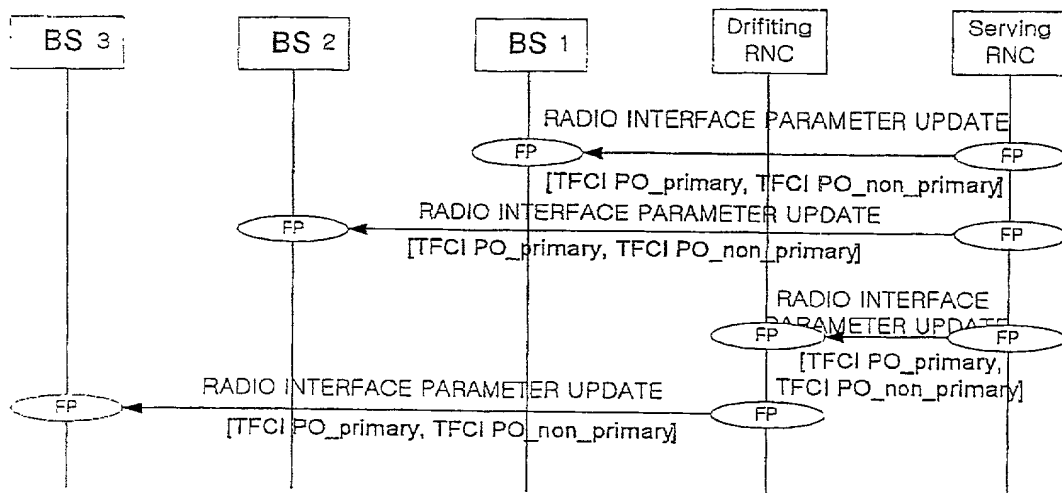 BS 3
BS 2
BS 1
Drifiting
RNC
Serving
RNC
RADIO INTERFACE PARAMETER UPDATE
FP
FP
[TFCI PO_primary, TFCI PO_non_primary]
RADIO INTERFACE PARAMETER UPDATE
FP
FP
[TFCI PO_primary, TFCI PO_non_primary]
RADIO INTERFACE
PARAMETER UPDATE
FP
FP
[TFCI PO_primary,
TFCI PO_non_primary]
RADIO INTERFACE PARAMETER UPDATE
FP
FP
[TFCI PO_primary, TFCI PO_non_primary]